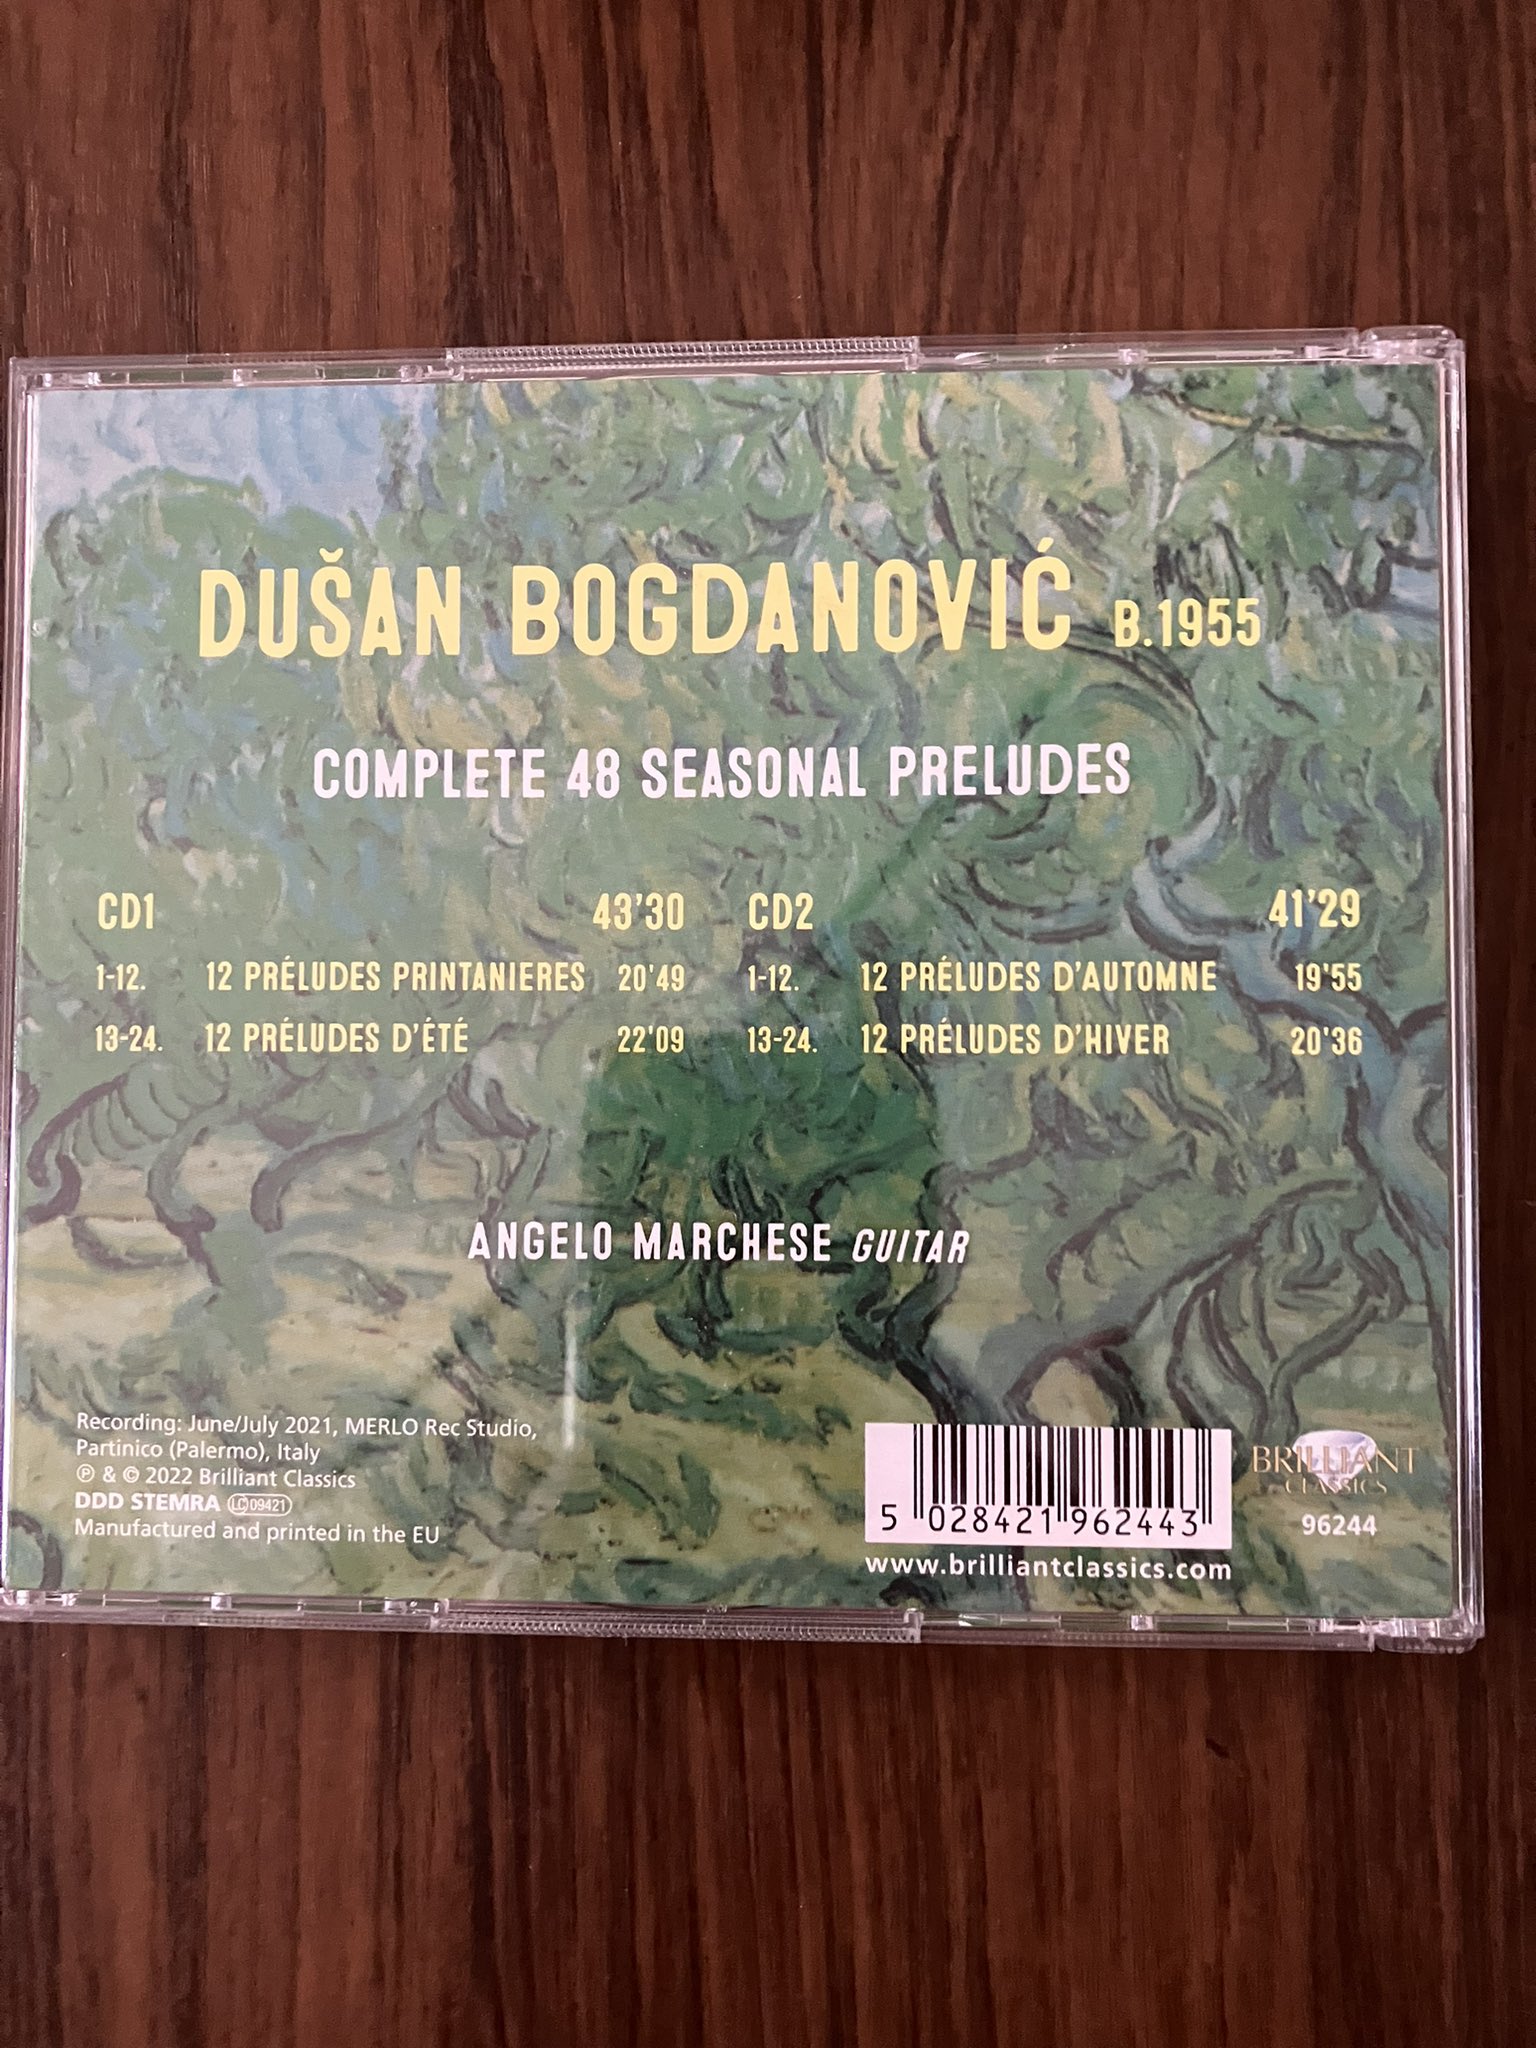 DUŠAN BOGDANOVIĆ B.1955
COMPLETE 48 SEASONAL PRELUDES
CD1 43'30
1-12. 12 PRÉLUDES PRINTANIERES 20'49
13-24. 12 PRÉLUDES D'ÉTÉ 22'09
CD2 41'29
1-12. 12 PRÉLUDES D'AUTOMNE 19'55
13-24. 12 PRÉLUDES D'HIVER 20'36
ANGELO MARCHESE GUITAR
Recording: June/July 2021, MERLO Rec Studio,
Partinico (Palermo), Italy
℗ & © 2022 Brilliant Classics
DDD STEMRA LC 09421
Manufactured and printed in the EU
5 028421 962443
www.brilliantclassics.com
BRILLIANT
CLASSICS
96244